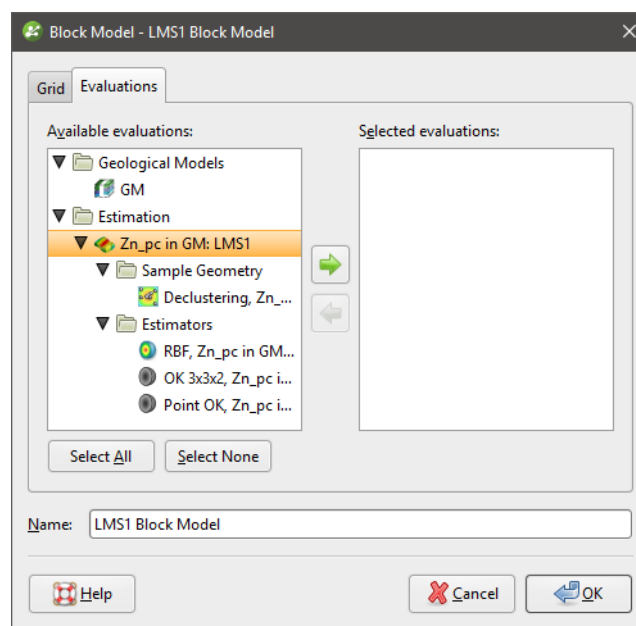 Block Model - LMS1 Block Model
Grid
Evaluations
Available evaluations:
Selected evaluations:
Geological Models
GM
Estimation
Zn_pc in GM: LMS1
Sample Geometry
Declustering, Zn_...
Estimators
RBF, Zn_pc in GM...
OK 3x3x2, Zn_pc i...
Point OK, Zn_pc i...
Select All
Select None
Name:
LMS1 Block Model
Help
Cancel
OK